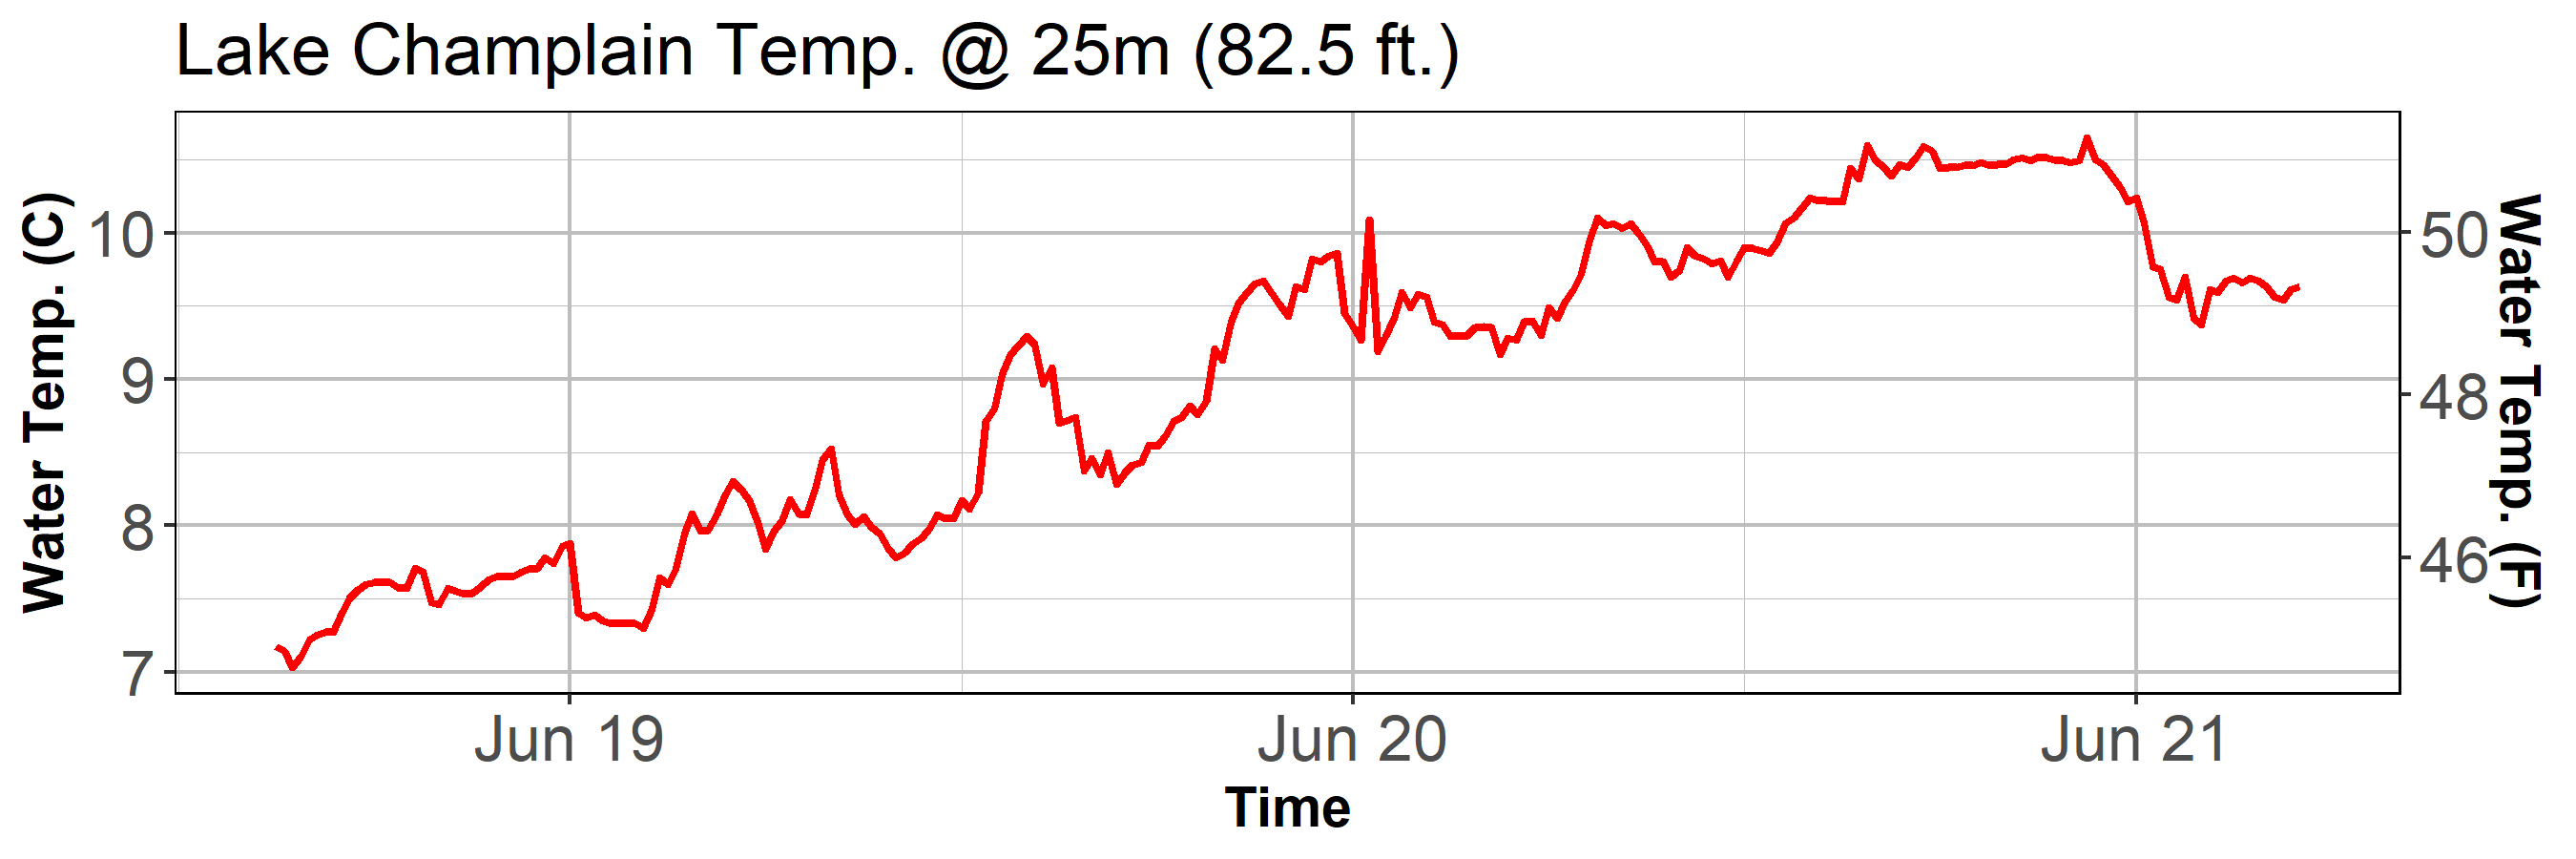 Lake Champlain Temp. @ 25m (82.5 ft.)
Water Temp. (C)
10
9
8
7
50
48
46
Water Temp. (F)
Jun 19 Jun 20 Jun 21
Time